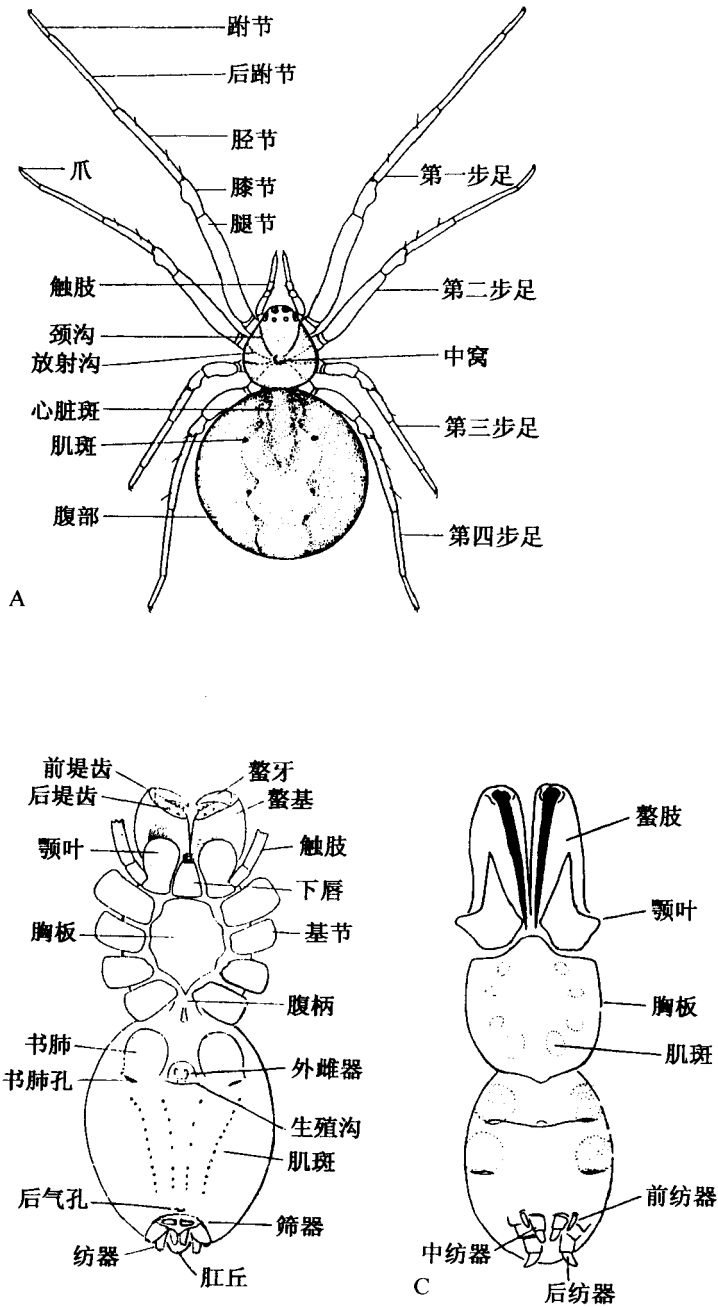 跗节
后跗节
胫节
爪
膝节
第一步足
腿节
触肢
第二步足
颈沟
放射沟
中窝
心脏斑
第三步足
肌斑
腹部
第四步足
A
前堤齿
螯牙
后堤齿
螯基
螯肢
颚叶
触肢
下唇
颚叶
胸板
基节
腹柄
胸板
书肺
外雌器
肌斑
书肺孔
生殖沟
肌斑
后气孔
筛器
前纺器
纺器
中纺器
肛丘
C
后纺器